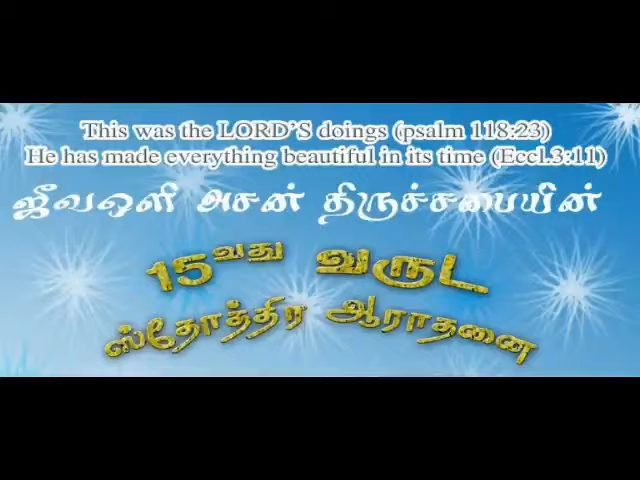 This was the LORD'S doings (psalm 118:23)
He has made everything beautiful in its time (Eccl.3:11)
ஜீவஒளி அசன் திருச்சபையின்
15வது வருட
ஸ்தோத்திர ஆராதனை